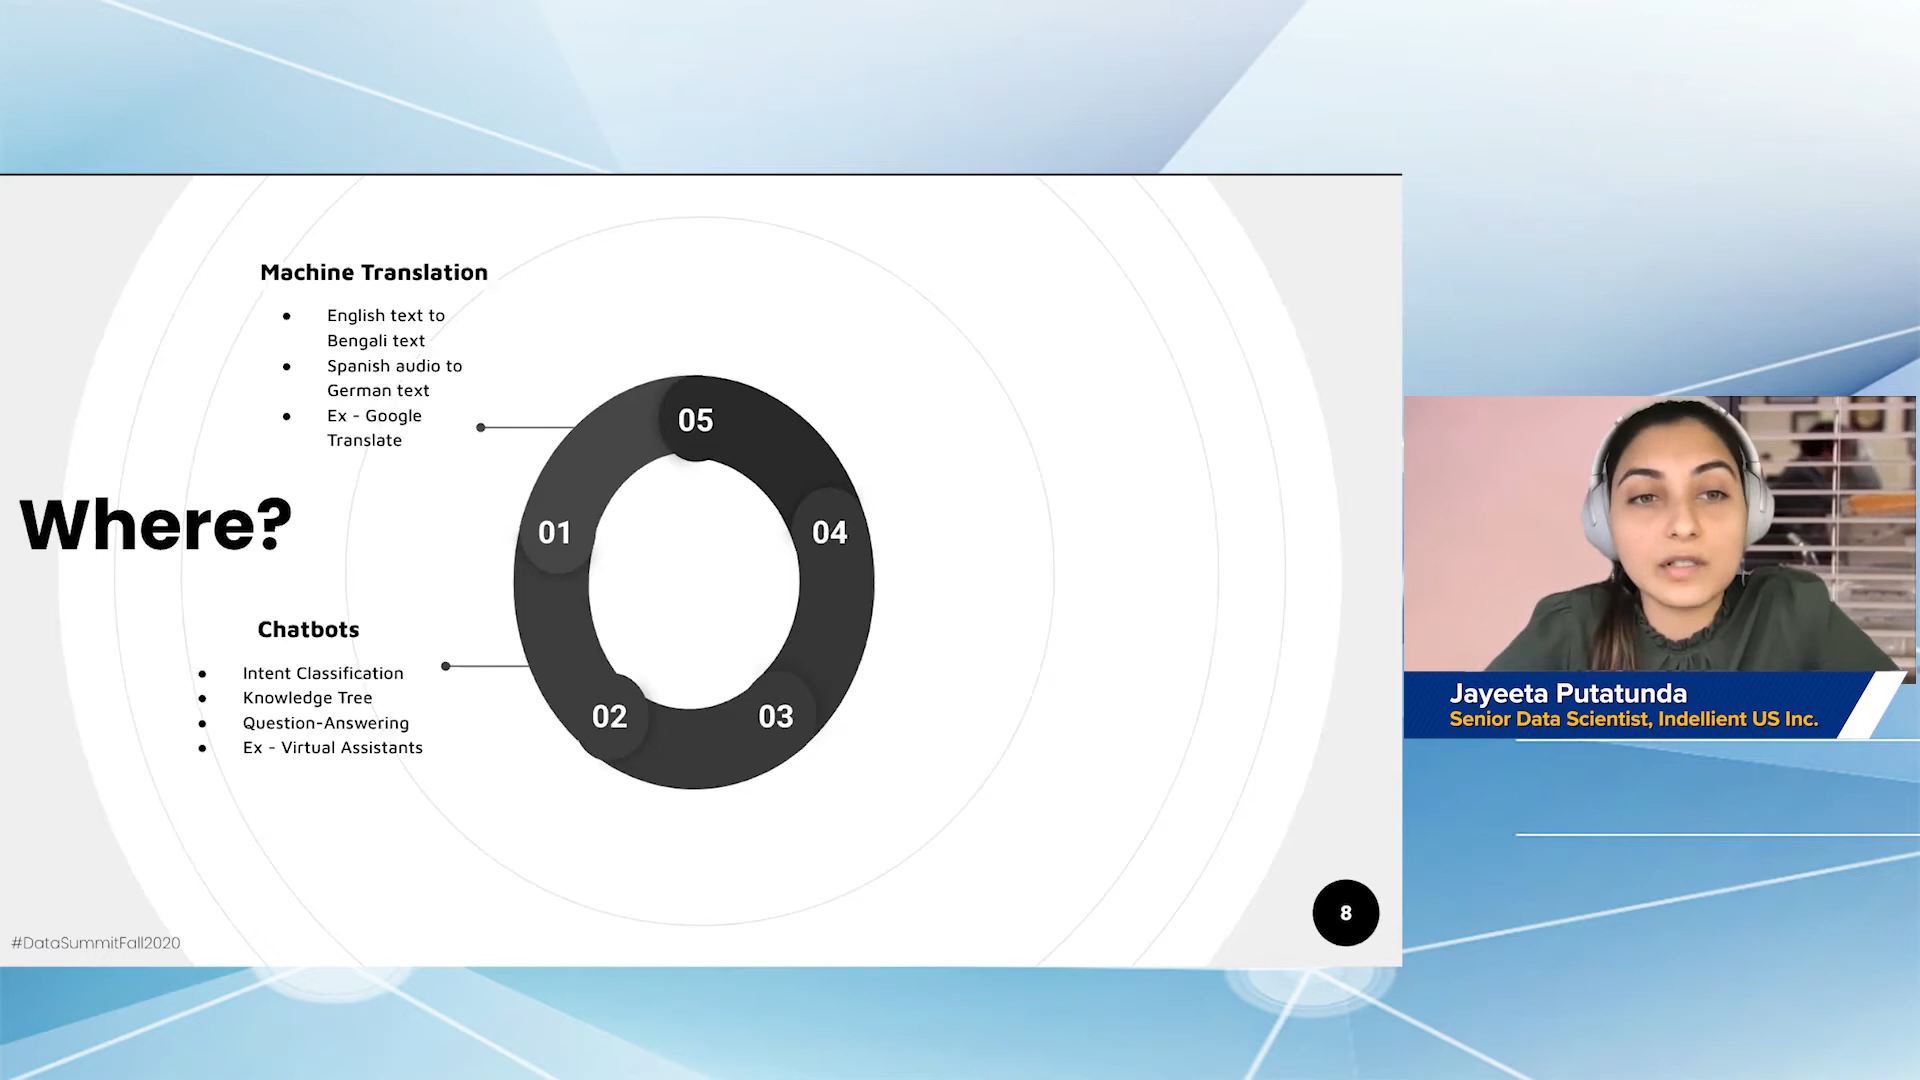 Machine Translation
● English text to
Bengali text
● Spanish audio to
German text
● Ex - Google
Translate
Where?
Chatbots
● Intent Classification
● Knowledge Tree
● Question-Answering
● Ex - Virtual Assistants
05
01
04
02
03
8
#DataSummitFall2020
Jayeeta Putatunda
Senior Data Scientist, Indellient US Inc.